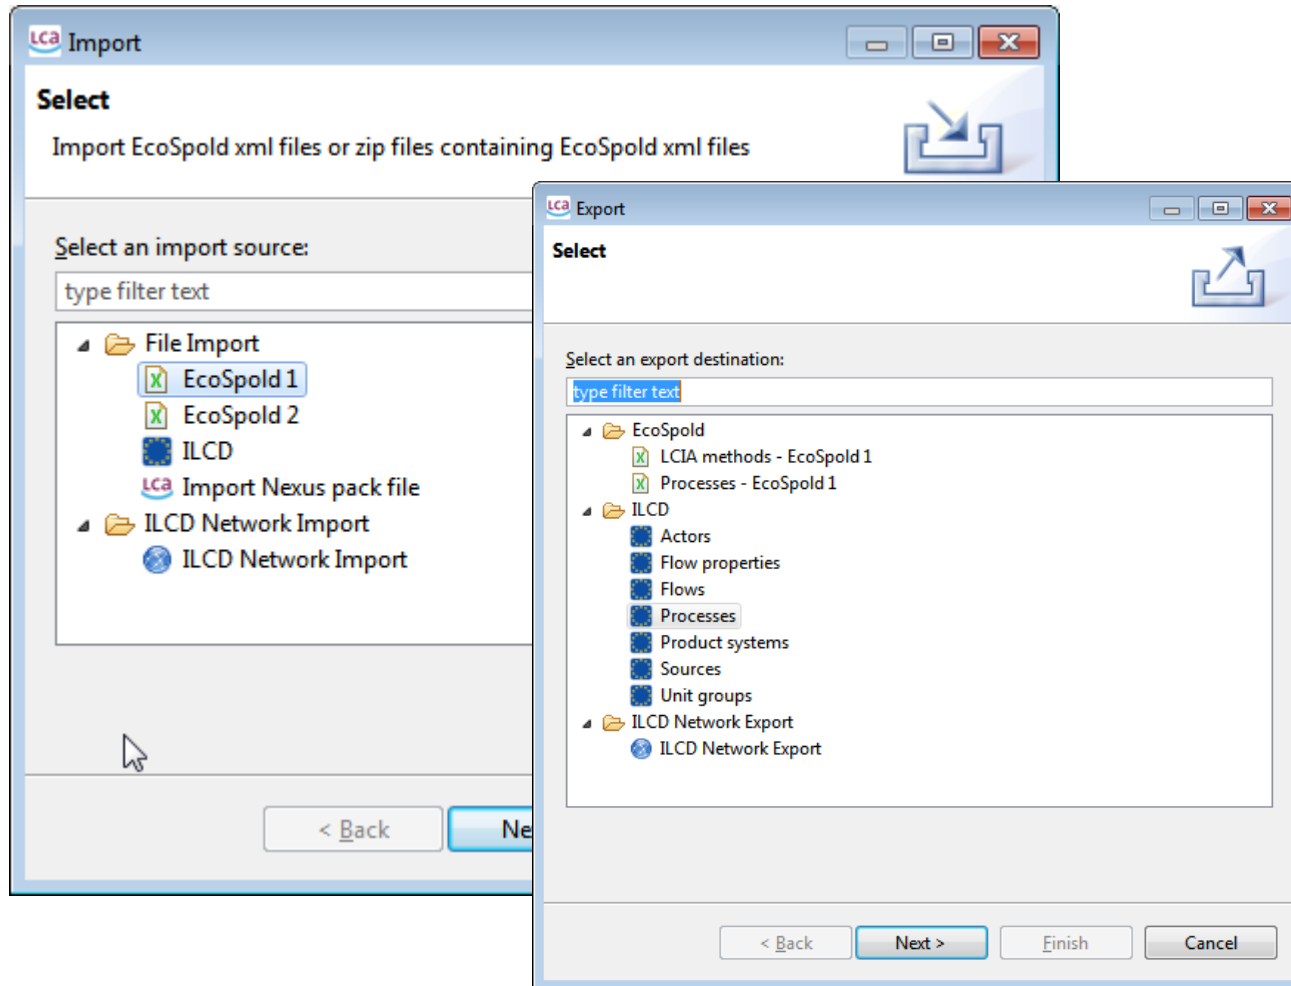 LCA Import
Select
Import EcoSpold xml files or zip files containing EcoSpold xml files
Select an import source:
type filter text
File Import
X EcoSpold 1
X EcoSpold 2
ILCD
LCA Import Nexus pack file
ILCD Network Import
ILCD Network Import
< Back
Ne
LCA Export
Select
Select an export destination:
type filter text
EcoSpold
X LCIA methods - EcoSpold 1
X Processes - EcoSpold 1
ILCD
Actors
Flow properties
Flows
Processes
Product systems
Sources
Unit groups
ILCD Network Export
ILCD Network Export
< Back Next > Finish Cancel